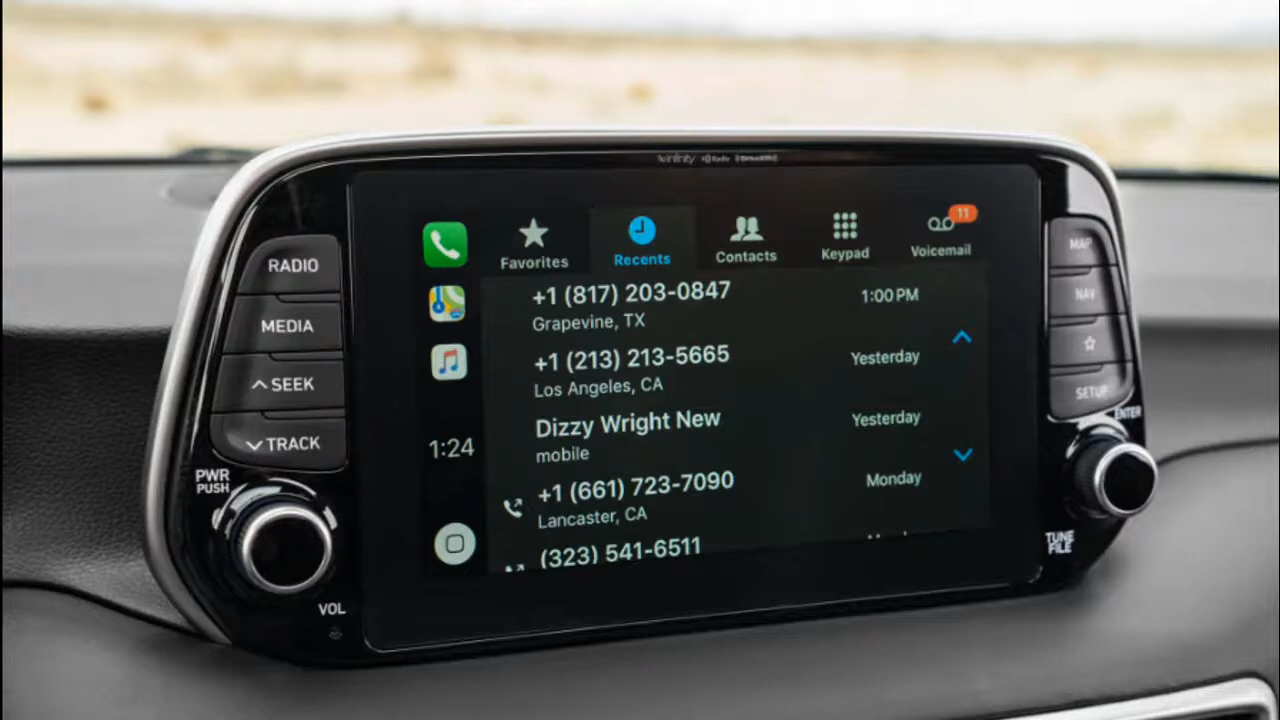 infinity
RADIO
MEDIA
SEEK
TRACK
PWR
PUSH
VOL
Favorites
Recents
Contacts
Keypad
11
Voicemail
+1 (817) 203-0847 1:00 PM
Grapevine, TX
+1 (213) 213-5665 Yesterday
Los Angeles, CA
Dizzy Wright New Yesterday
mobile
+1 (661) 723-7090 Monday
Lancaster, CA
(323) 541-6511
1:24
MAP
NAV
SETUP
ENTER
TUNE
FILE